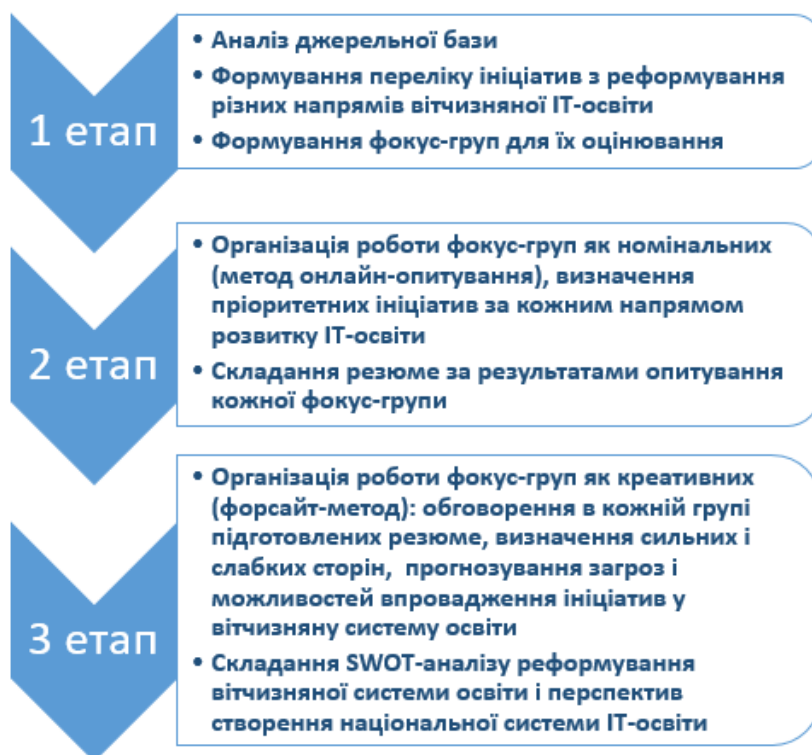 1 етап
• Аналіз джерельної бази
• Формування переліку ініціатив з реформування
різних напрямів вітчизняної ІТ-освіти
• Формування фокус-груп для їх оцінювання
2 етап
• Організація роботи фокус-груп як номінальних
(метод онлайн-опитування), визначення
пріоритетних ініціатив за кожним напрямом
розвитку ІТ-освіти
• Складання резюме за результатами опитування
кожної фокус-групи
3 етап
• Організація роботи фокус-груп як креативних
(форсайт-метод): обговорення в кожній групі
підготовлених резюме, визначення сильних і
слабких сторін, прогнозування загроз і
можливостей впровадження ініціатив у
вітчизняну систему освіти
• Складання SWOT-аналізу реформування
вітчизняної системи освіти і перспектив
створення національної системи ІТ-освіти